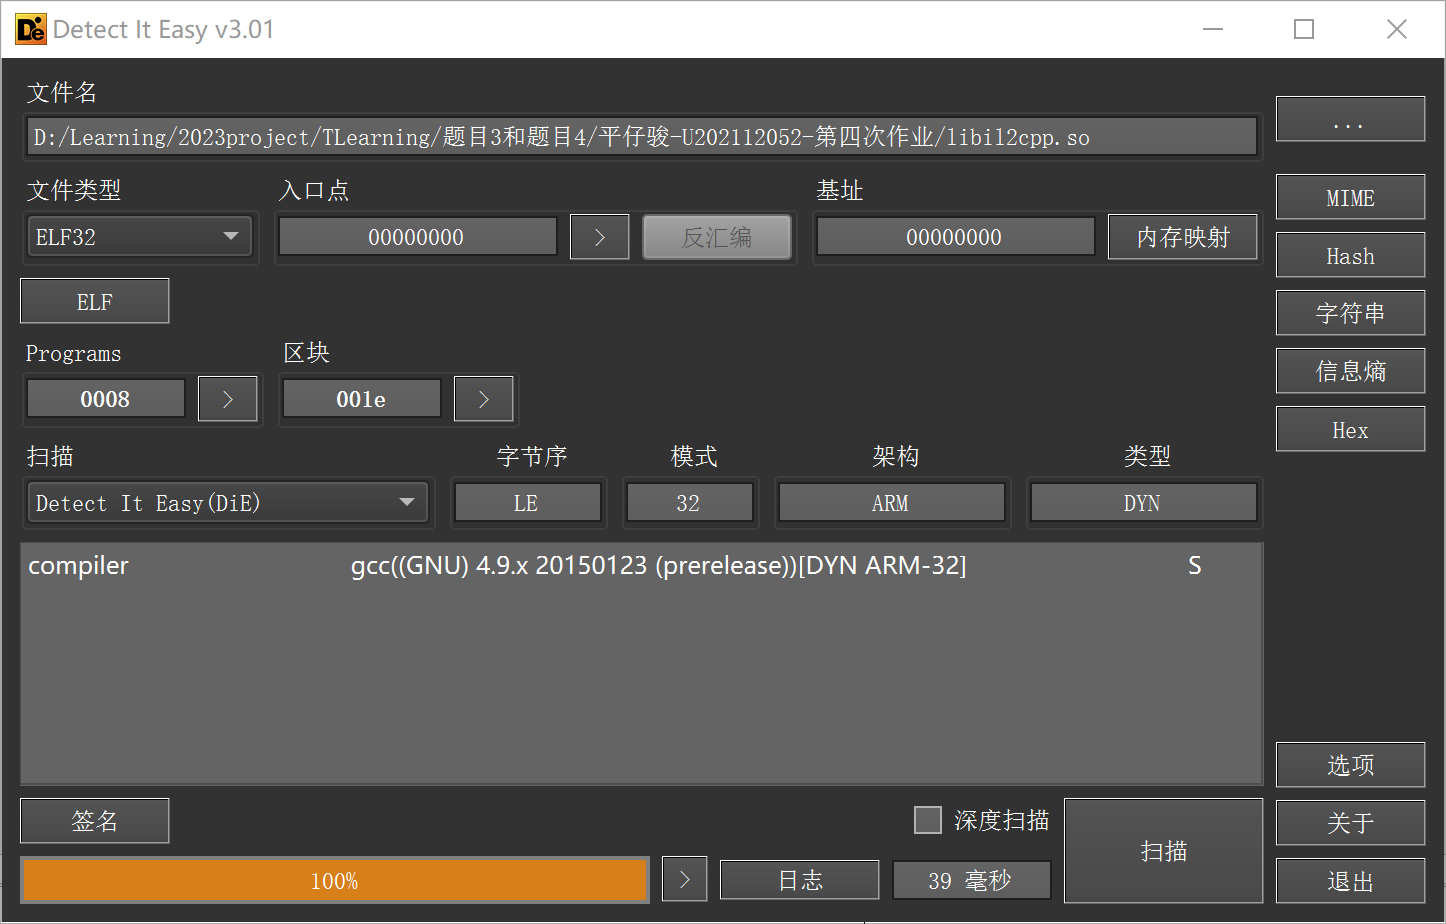 Detect It Easy v3.01
文件名
D:/Learning/2023project/TLearning/题目3和题目4/平仔骏-U202112052-第四次作业/libil2cpp.so
...
文件类型
入口点
基址
MIME
ELF32
00000000
>
反汇编
00000000
内存映射
Hash
ELF
字符串
Programs
区块
信息熵
0008
>
001e
>
Hex
扫描
字节序
模式
架构
类型
Detect It Easy(DiE)
LE
32
ARM
DYN
compiler
gcc((GNU) 4.9.x 20150123 (prerelease))[DYN ARM-32]
S
选项
签名
深度扫描
扫描
关于
100%
>
日志
39 毫秒
退出